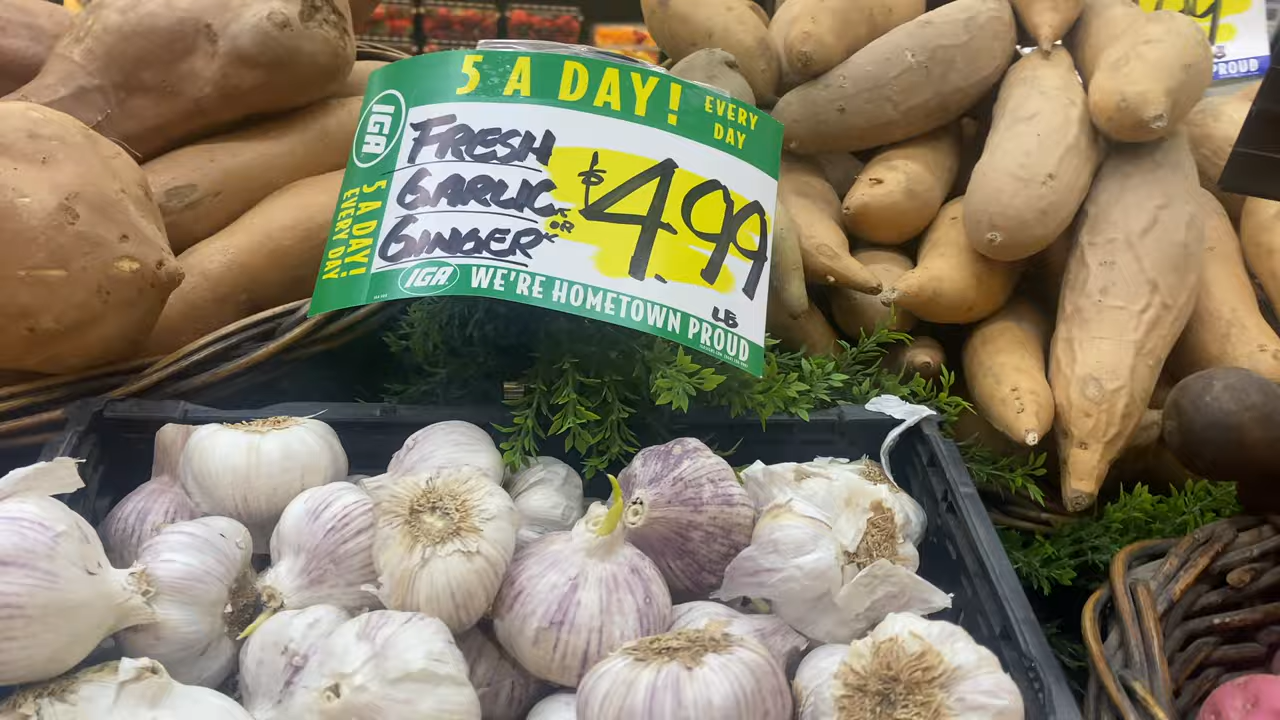 5 A DAY! EVERY DAY
IGA
FRESH
GARLIC OR
GINGER
$4.99
LB
5 A DAY!
EVERY DAY
IGA WE'RE HOMETOWN PROUD
PROUD